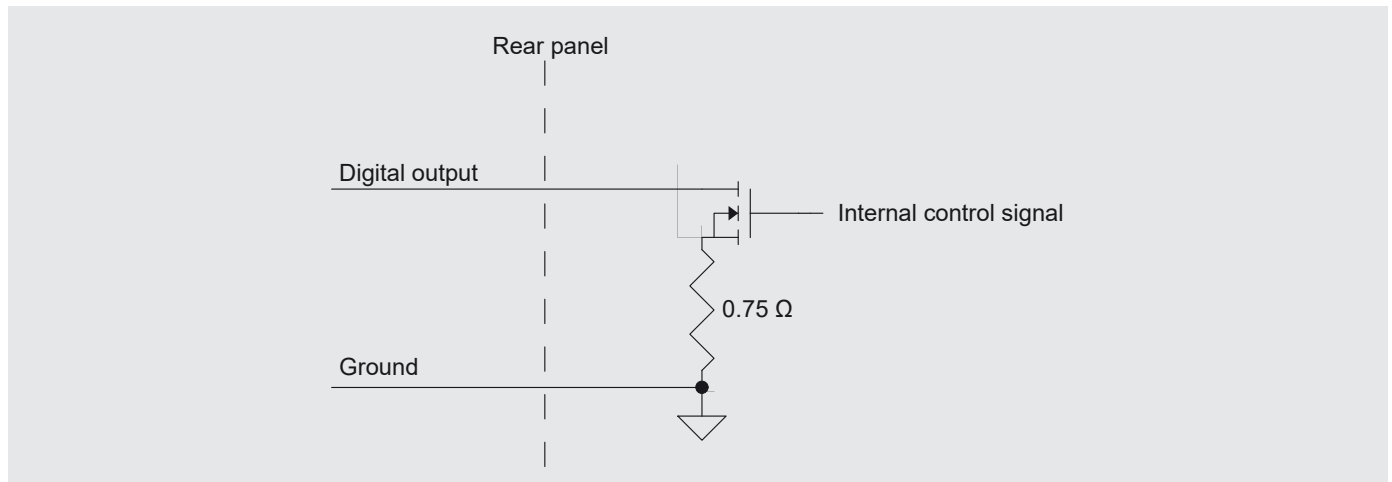 Rear panel
Digital output
Internal control signal
0.75 Ω
Ground